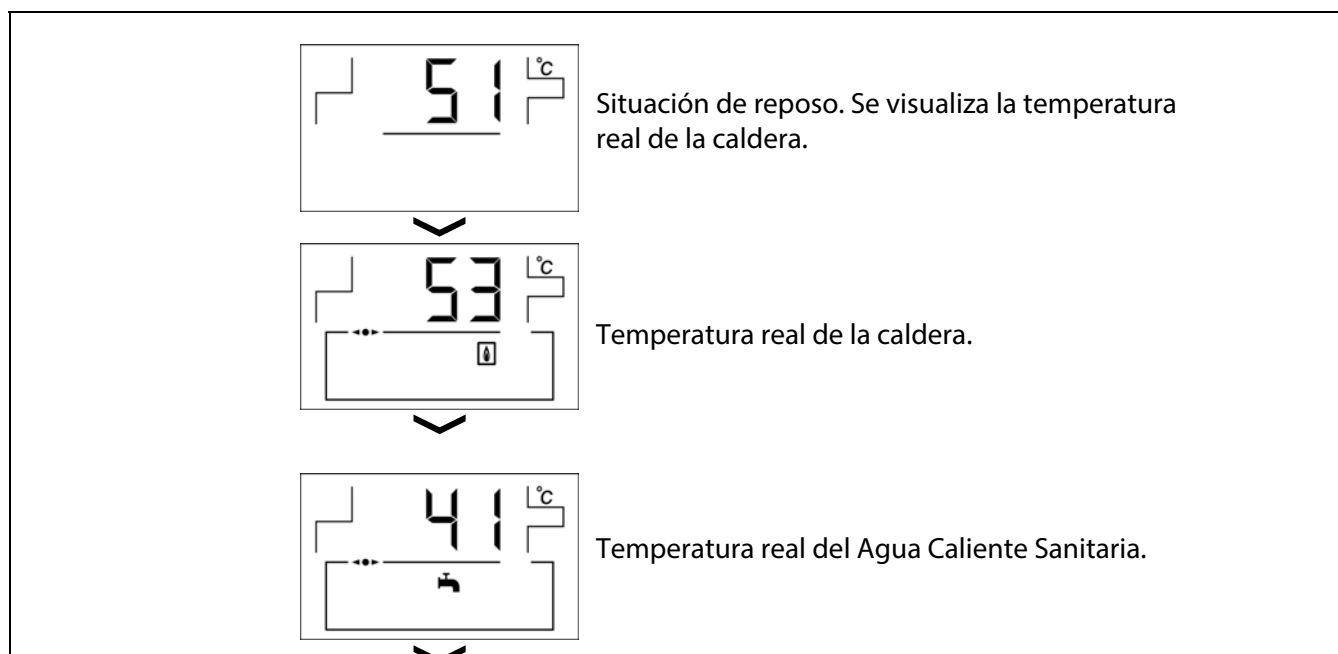 51 °C
Situación de reposo. Se visualiza la temperatura
real de la caldera.
53 °C
Temperatura real de la caldera.
41 °C
Temperatura real del Agua Caliente Sanitaria.